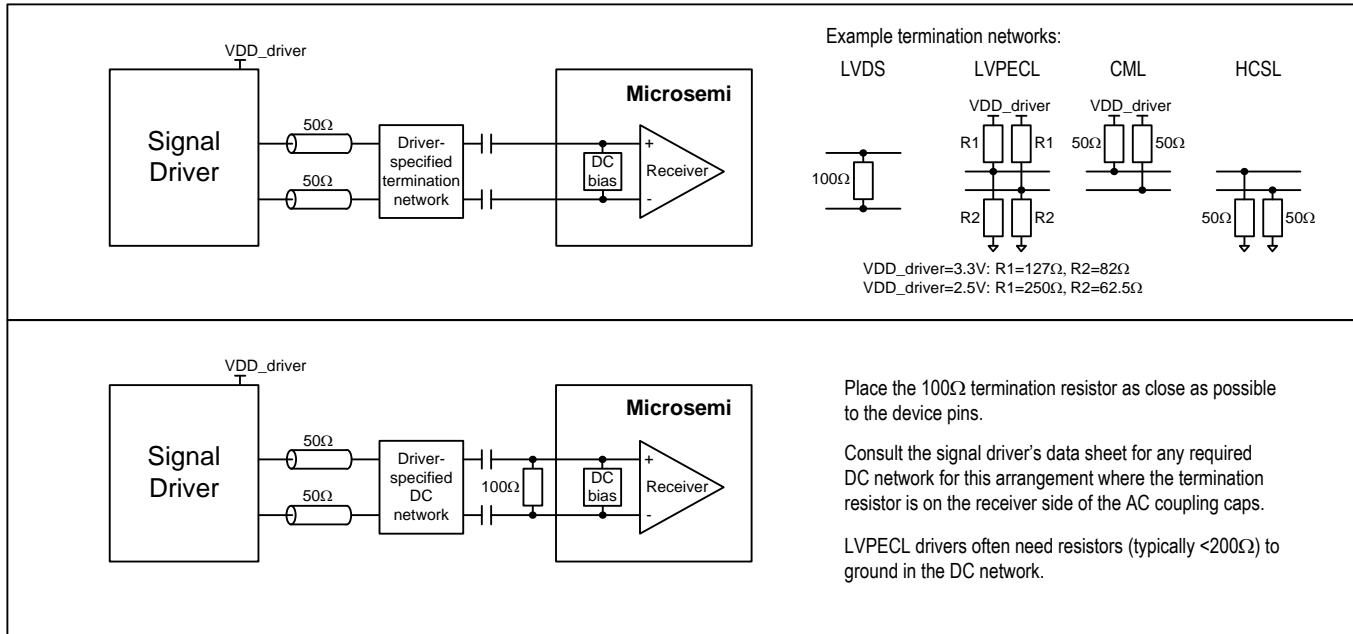 VDD_driver
Signal
Driver
50Ω
50Ω
Driver-
specified
termination
network
Microsemi
+
DC
bias
Receiver
-
Example termination networks:
LVDS
LVPECL
CML
HCSL
100Ω
VDD_driver
R1
R1
R2
R2
VDD_driver
50Ω
50Ω
50Ω
50Ω
VDD_driver=3.3V: R1=127Ω, R2=82Ω
VDD_driver=2.5V: R1=250Ω, R2=62.5Ω
VDD_driver
Signal
Driver
50Ω
50Ω
Driver-
specified
DC
network
100Ω
Microsemi
+
DC
bias
Receiver
-
Place the 100Ω termination resistor as close as possible
to the device pins.
Consult the signal driver's data sheet for any required
DC network for this arrangement where the termination
resistor is on the receiver side of the AC coupling caps.
LVPECL drivers often need resistors (typically <200Ω) to
ground in the DC network.